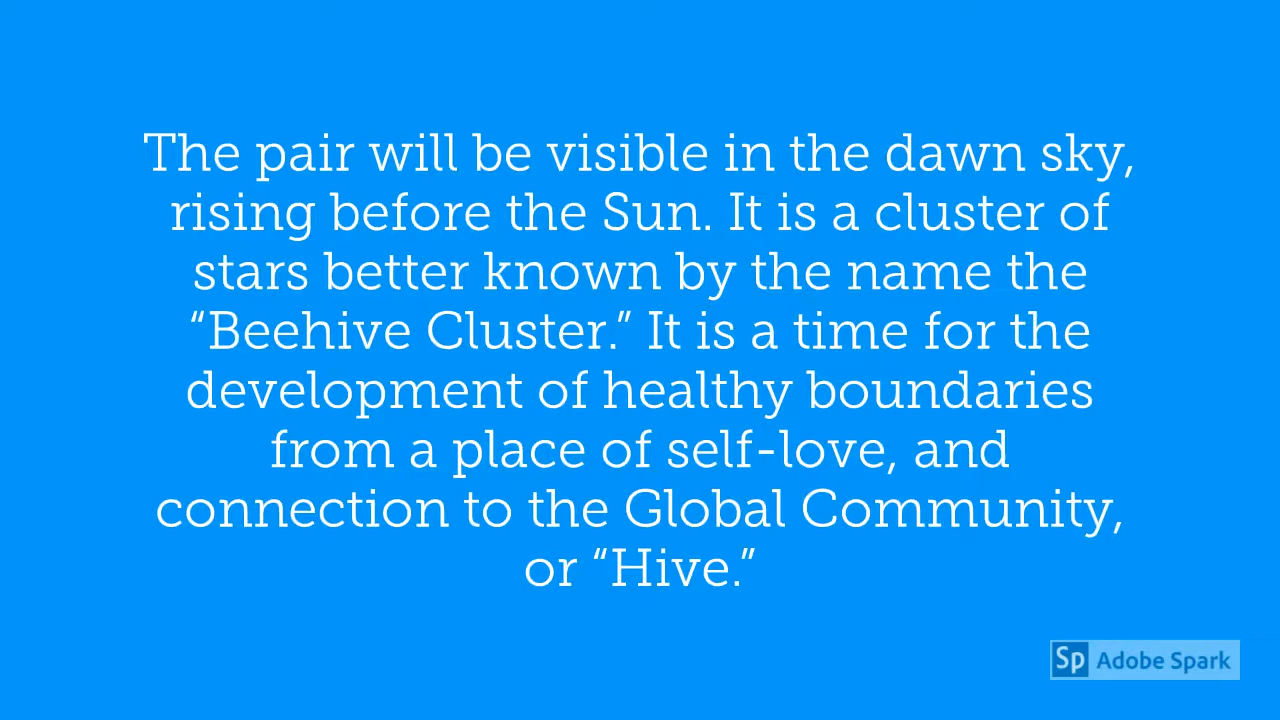 The pair will be visible in the dawn sky,
rising before the Sun. It is a cluster of
stars better known by the name the
“Beehive Cluster.” It is a time for the
development of healthy boundaries
from a place of self-love, and
connection to the Global Community,
or “Hive.”
Sp Adobe Spark